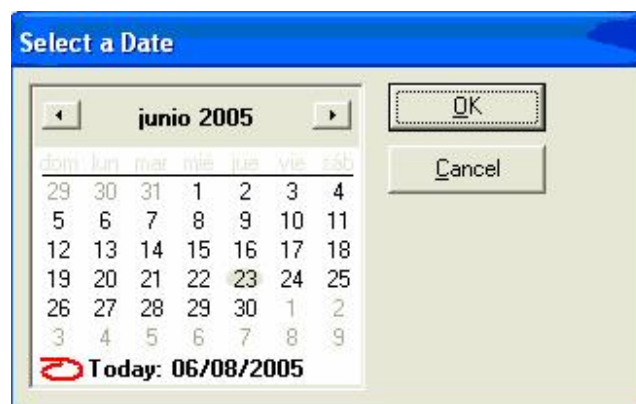 Select a Date
junio 2005
OK
Cancel
dom lun mar mié jue vie sáb
29 30 31 1 2 3 4
5 6 7 8 9 10 11
12 13 14 15 16 17 18
19 20 21 22 23 24 25
26 27 28 29 30 1 2
3 4 5 6 7 8 9
Today: 06/08/2005